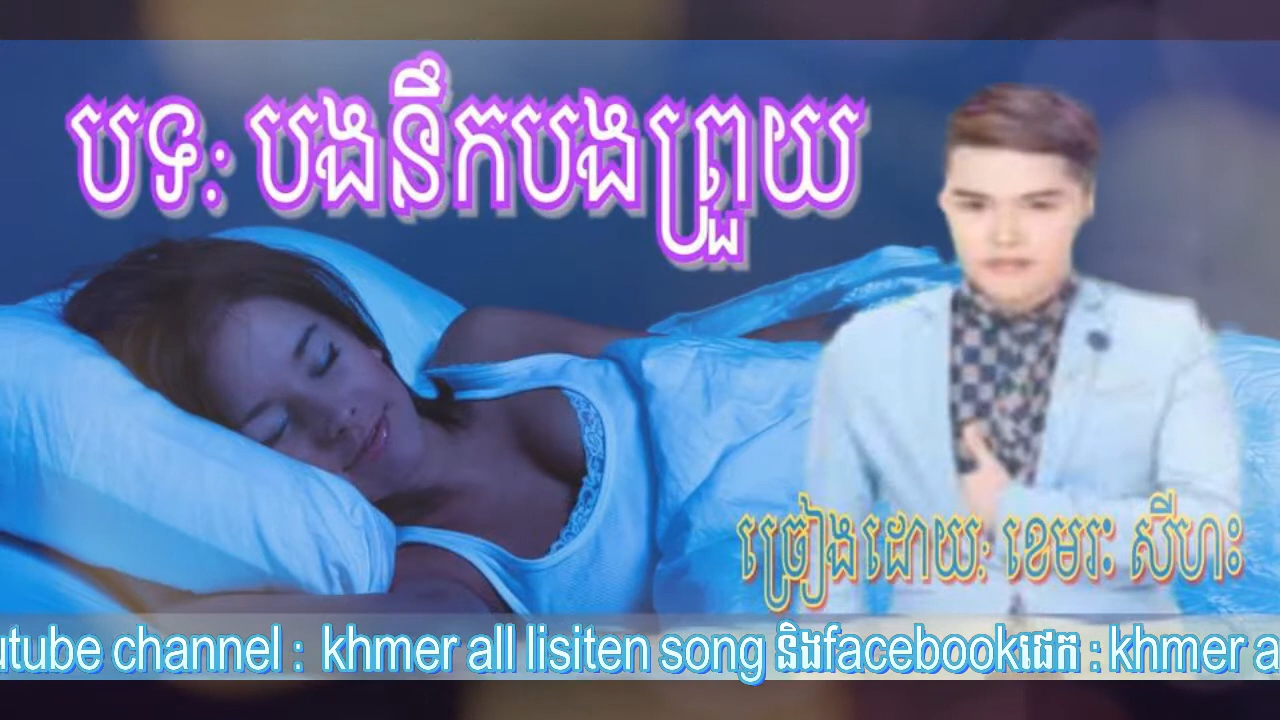 បទ: បងនឹកបងព្រួយ
ច្រៀងដោយ: ខេមរៈ សីហះ
utube channel : khmer all lisiten song និងfacebookផេក : khmer a